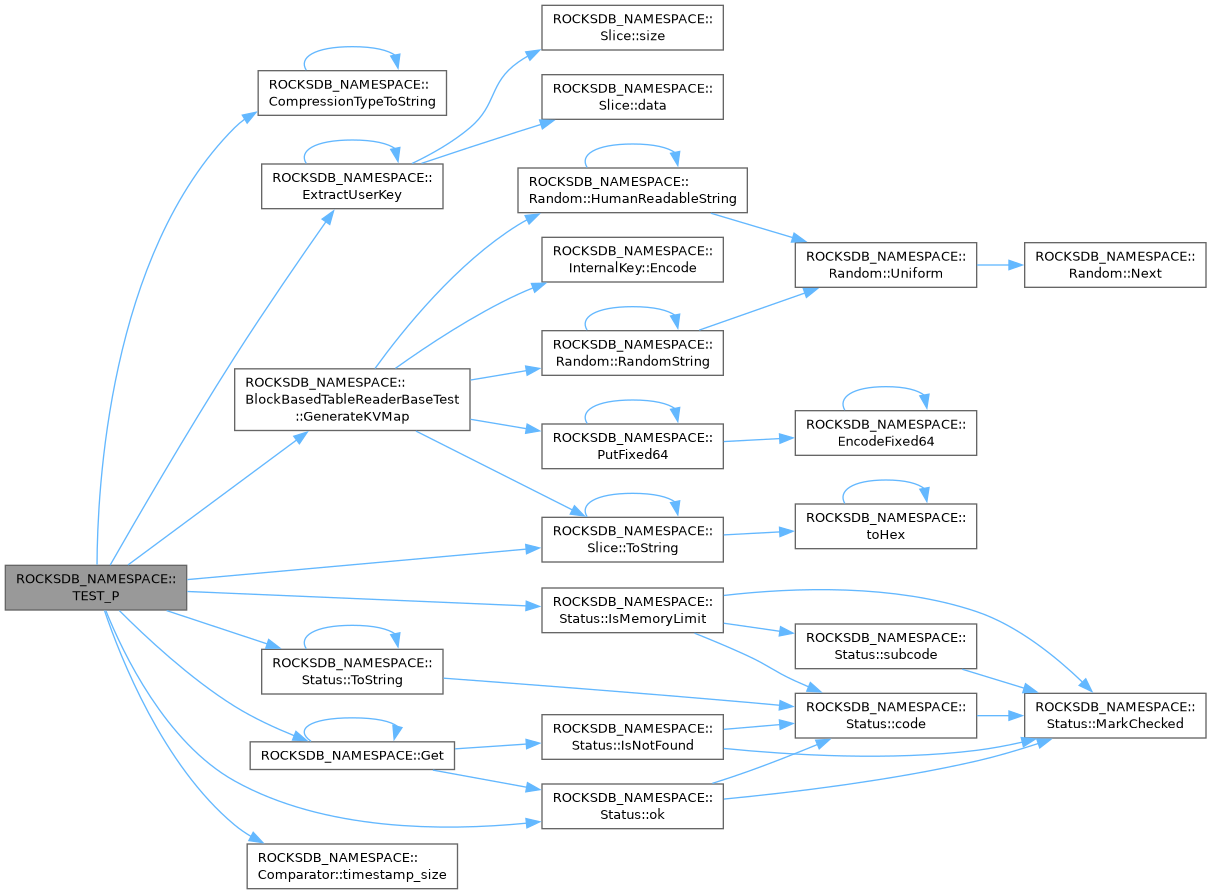 ROCKSDB_NAMESPACE::
Slice::size
ROCKSDB_NAMESPACE::
CompressionTypeToString
ROCKSDB_NAMESPACE::
Slice::data
ROCKSDB_NAMESPACE::
ExtractUserKey
ROCKSDB_NAMESPACE::
Random::HumanReadableString
ROCKSDB_NAMESPACE::
InternalKey::Encode
ROCKSDB_NAMESPACE::
Random::Uniform
ROCKSDB_NAMESPACE::
Random::Next
ROCKSDB_NAMESPACE::
Random::RandomString
ROCKSDB_NAMESPACE::
BlockBasedTableReaderBaseTest
::GenerateKVMap
ROCKSDB_NAMESPACE::
PutFixed64
ROCKSDB_NAMESPACE::
EncodeFixed64
ROCKSDB_NAMESPACE::
Slice::ToString
ROCKSDB_NAMESPACE::
toHex
ROCKSDB_NAMESPACE::
TEST_P
ROCKSDB_NAMESPACE::
Status::IsMemoryLimit
ROCKSDB_NAMESPACE::
Status::subcode
ROCKSDB_NAMESPACE::
Status::ToString
ROCKSDB_NAMESPACE::
Status::code
ROCKSDB_NAMESPACE::
Status::MarkChecked
ROCKSDB_NAMESPACE::
Status::IsNotFound
ROCKSDB_NAMESPACE::Get
ROCKSDB_NAMESPACE::
Status::ok
ROCKSDB_NAMESPACE::
Comparator::timestamp_size